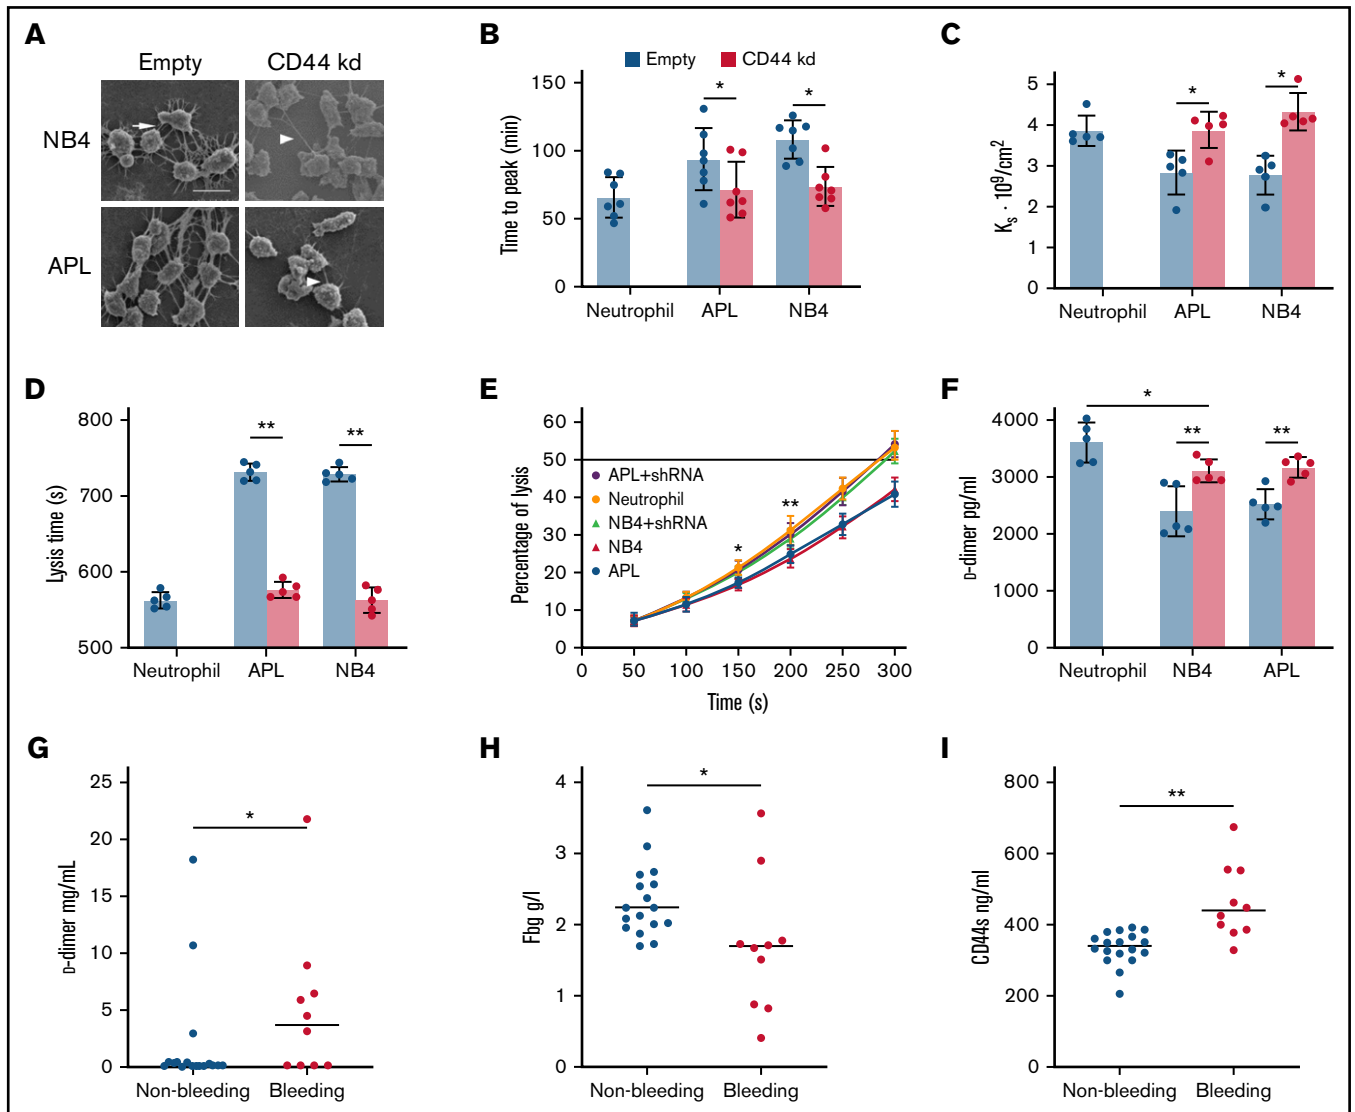 A
Empty
CD44 kd
NB4
APL
B
Empty
CD44 kd
*
*
Time to peak (min)
150
100
50
0
Neutrophil
APL
NB4
C
*
*
Ks · 10⁹/cm²
5
4
3
2
1
0
Neutrophil
APL
NB4
D
**
**
Lysis time (s)
800
700
600
500
Neutrophil
APL
NB4
E
Percentage of lysis
60
50
40
30
20
10
0
APL+shRNA
Neutrophil
NB4+shRNA
NB4
APL
*
**
0
50
100
150
200
250
300
Time (s)
F
*
**
**
D-dimer pg/ml
4000
3000
2000
1000
0
Neutrophil
NB4
APL
G
*
D-dimer mg/mL
25
20
15
10
5
0
Non-bleeding
Bleeding
H
*
Fbg g/l
4
3
2
1
0
Non-bleeding
Bleeding
I
**
CD44s ng/ml
800
600
400
200
0
Non-bleeding
Bleeding